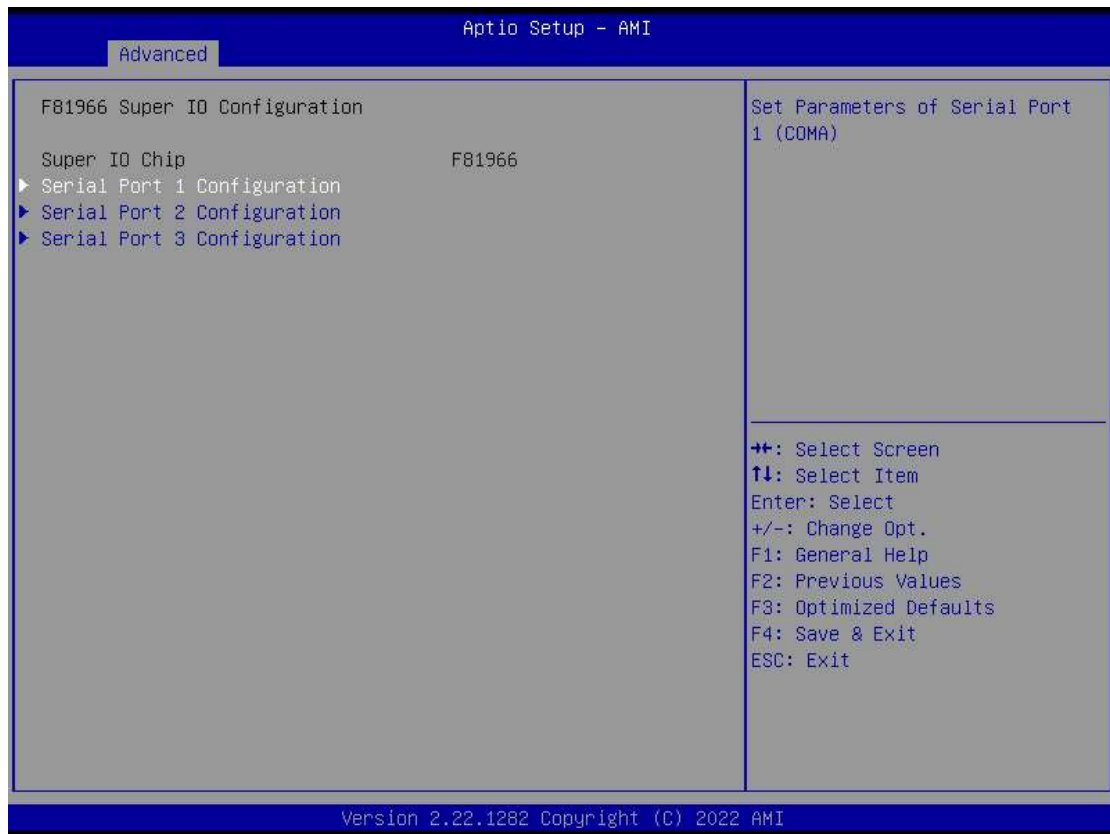 Aptio Setup – AMI
Advanced
F81966 Super IO Configuration
Super IO Chip F81966
Serial Port 1 Configuration
Serial Port 2 Configuration
Serial Port 3 Configuration
Set Parameters of Serial Port
1 (COMA)
→←: Select Screen
↑↓: Select Item
Enter: Select
+/-: Change Opt.
F1: General Help
F2: Previous Values
F3: Optimized Defaults
F4: Save & Exit
ESC: Exit
Version 2.22.1282 Copyright (C) 2022 AMI